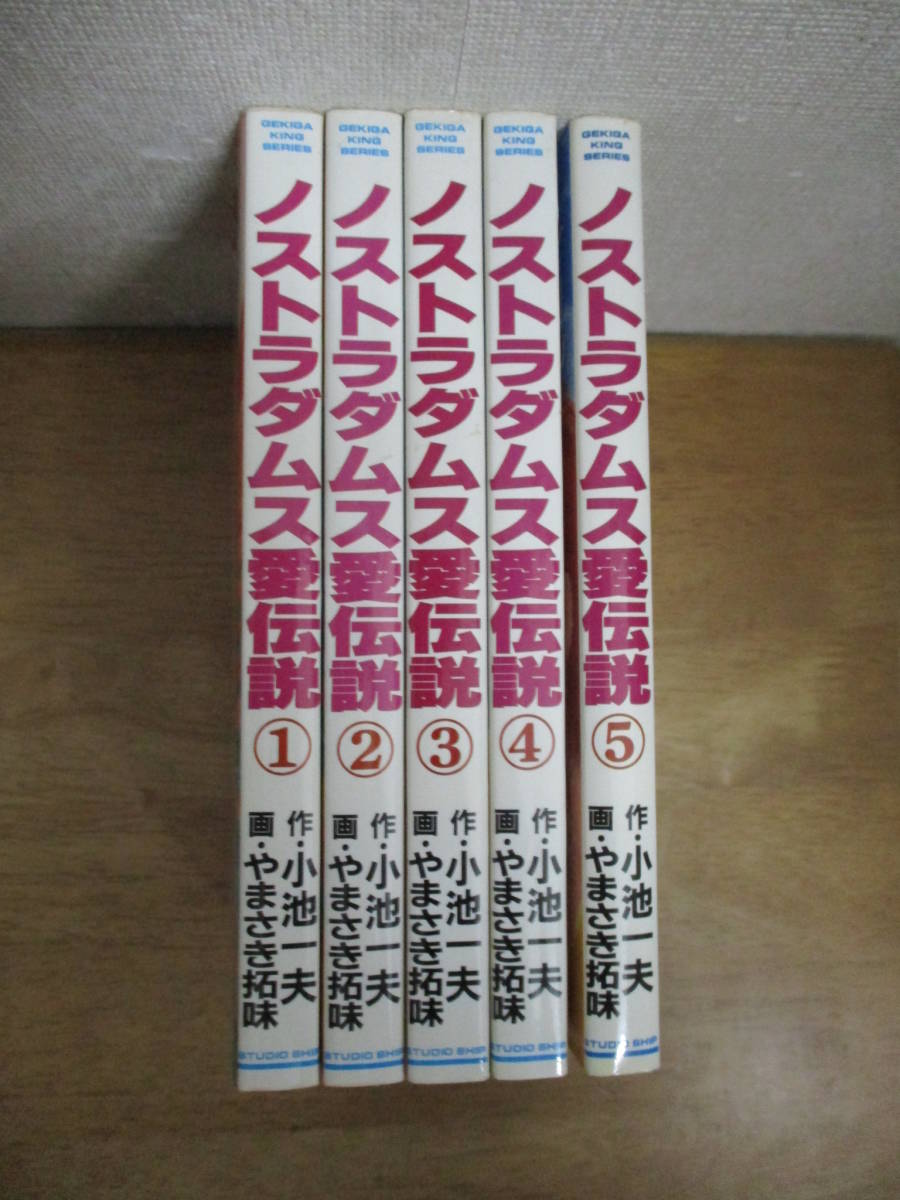 GEKIGA
KING
SERIES
ノストラダムス愛伝説
①
作・小池一夫
画・やまさき拓味
STUDIO SHIP
GEKIGA
KING
SERIES
ノストラダムス愛伝説
②
作・小池一夫
画・やまさき拓味
STUDIO SHIP
GEKIGA
KING
SERIES
ノストラダムス愛伝説
③
作・小池一夫
画・やまさき拓味
STUDIO SHIP
GEKIGA
KING
SERIES
ノストラダムス愛伝説
④
作・小池一夫
画・やまさき拓味
STUDIO SHIP
GEKIGA
KING
SERIES
ノストラダムス愛伝説
⑤
作・小池一夫
画・やまさき拓味
STUDIO SHIP